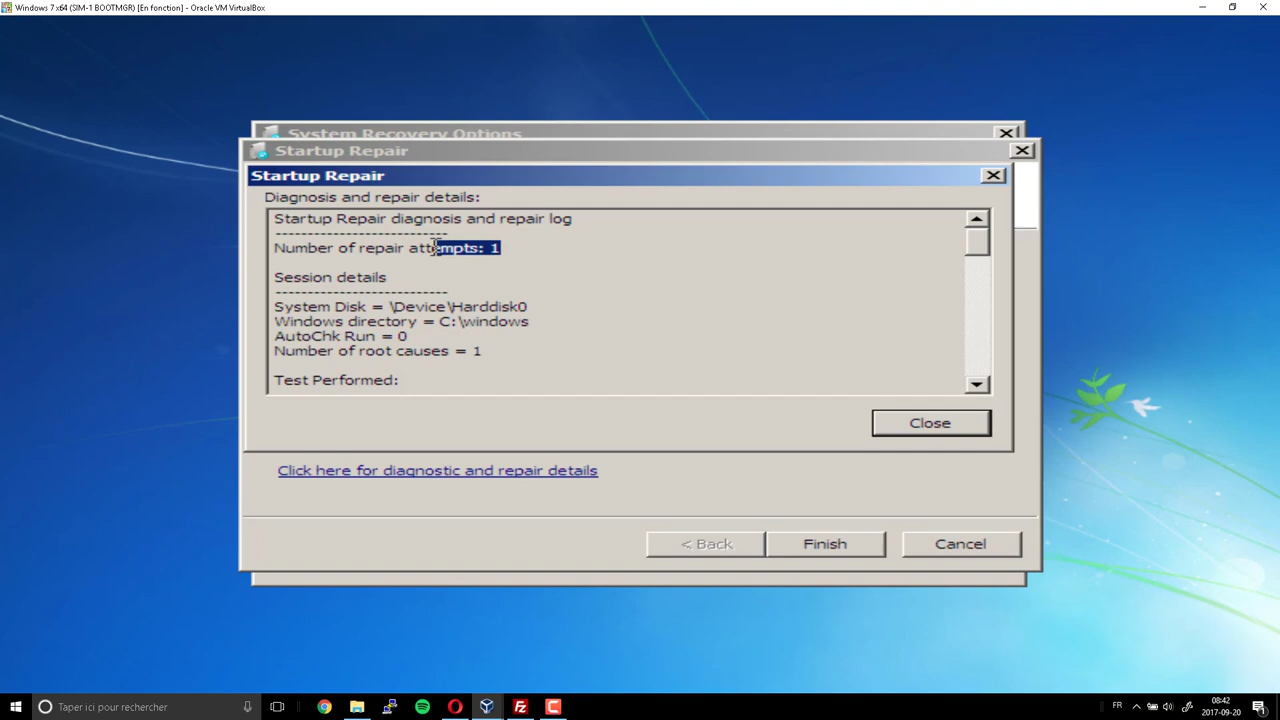 Windows 7 x64 (SIM-1 BOOTMGR) [En fonction] - Oracle VM VirtualBox
System Recovery Options
Startup Repair
Startup Repair
Diagnosis and repair details:
Startup Repair diagnosis and repair log
---------------------------
Number of repair attempts: 1
Session details
---------------------------
System Disk = \Device\Harddisk0
Windows directory = C:\windows
AutoChk Run = 0
Number of root causes = 1
Test Performed:
Close
Click here for diagnostic and repair details
< Back
Finish
Cancel
Taper ici pour rechercher
FR
08:42
2017-09-20
1